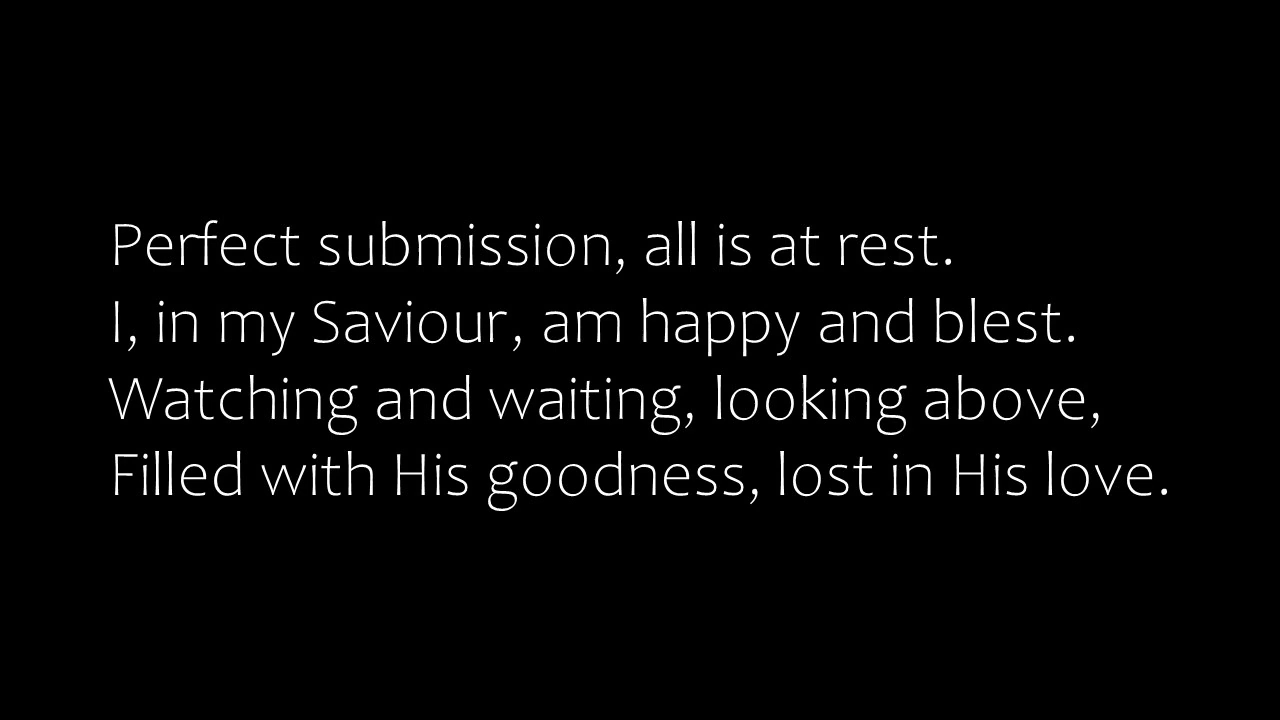 Perfect submission, all is at rest.
I, in my Saviour, am happy and blest.
Watching and waiting, looking above,
Filled with His goodness, lost in His love.